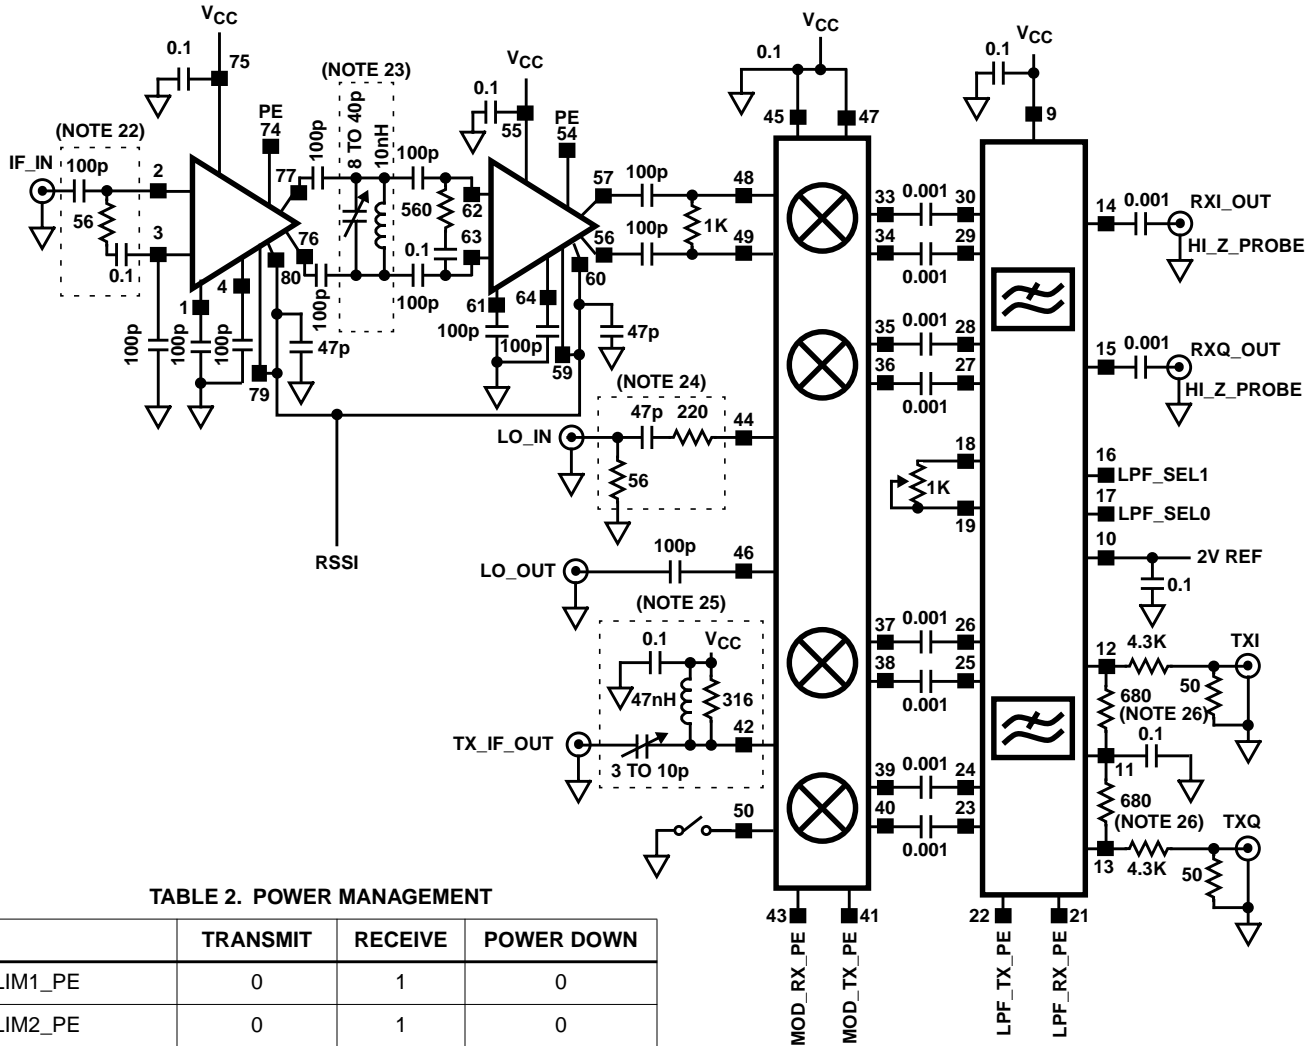 VCC
0.1
75
(NOTE 22)
IF_IN
100p
2
56
3
0.1
1
4
100p
100p
100p
PE
74
77
76
80
79
47p
100p
100p
(NOTE 23)
8 TO 40p
10nH
100p
560
0.1
100p
VCC
0.1
55
PE
54
62
63
57
56
60
61
64
100p
100p
59
47p
100p
100p
1K
48
49
RSSI
(NOTE 24)
LO_IN
47p
220
44
56
LO_OUT
100p
46
(NOTE 25)
0.1
VCC
47nH
316
TX_IF_OUT
42
3 TO 10p
50
VCC
0.1
45
47
33
0.001
30
34
29
0.001
35
0.001
28
36
27
0.001
18
1K
19
37
0.001
26
38
25
0.001
39
0.001
24
40
23
0.001
43
41
MOD_RX_PE
MOD_TX_PE
VCC
0.1
9
14
0.001
RXI_OUT
HI_Z_PROBE
15
0.001
RXQ_OUT
HI_Z_PROBE
16
LPF_SEL1
17
LPF_SEL0
10
2V REF
0.1
12
4.3K
TXI
50
680
(NOTE 26)
0.1
11
680
(NOTE 26)
TXQ
13
4.3K
50
22
21
LPF_TX_PE
LPF_RX_PE
TABLE 2. POWER MANAGEMENT
TRANSMIT RECEIVE POWER DOWN
LIM1_PE 0 1 0
LIM2_PE 0 1 0